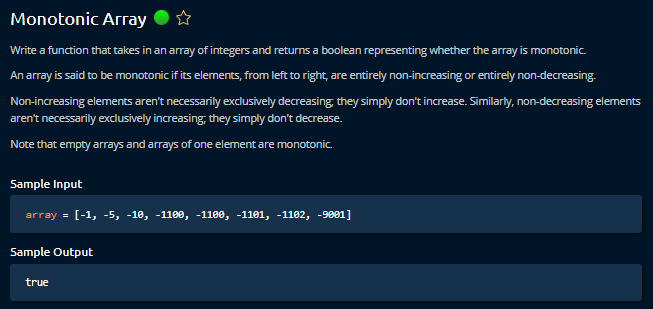 Monotonic Array
Write a function that takes in an array of integers and returns a boolean representing whether the array is monotonic.
An array is said to be monotonic if its elements, from left to right, are entirely non-increasing or entirely non-decreasing.
Non-increasing elements aren't necessarily exclusively decreasing; they simply don't increase. Similarly, non-decreasing elements
aren't necessarily exclusively increasing; they simply don't decrease.
Note that empty arrays and arrays of one element are monotonic.
Sample Input
array = [-1, -5, -10, -1100, -1100, -1101, -1102, -9001]
Sample Output
true